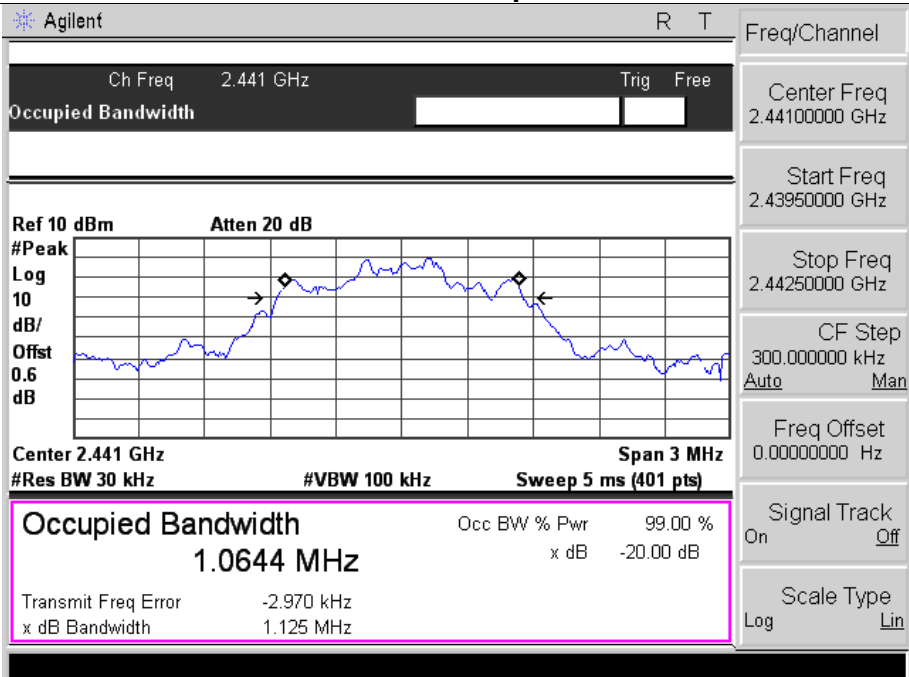 Agilent R T
Ch Freq 2.441 GHz Trig Free
Occupied Bandwidth
Ref 10 dBm Atten 20 dB
#Peak
Log
10
dB/
Offst
0.6
dB
Center 2.441 GHz Span 3 MHz
#Res BW 30 kHz #VBW 100 kHz Sweep 5 ms (401 pts)
Occupied Bandwidth Occ BW % Pwr 99.00 %
1.0644 MHz x dB -20.00 dB
Transmit Freq Error -2.970 kHz
x dB Bandwidth 1.125 MHz
Freq/Channel
Center Freq
2.44100000 GHz
Start Freq
2.43950000 GHz
Stop Freq
2.44250000 GHz
CF Step
300.000000 kHz
Auto Man
Freq Offset
0.00000000 Hz
Signal Track
On Off
Scale Type
Log Lin